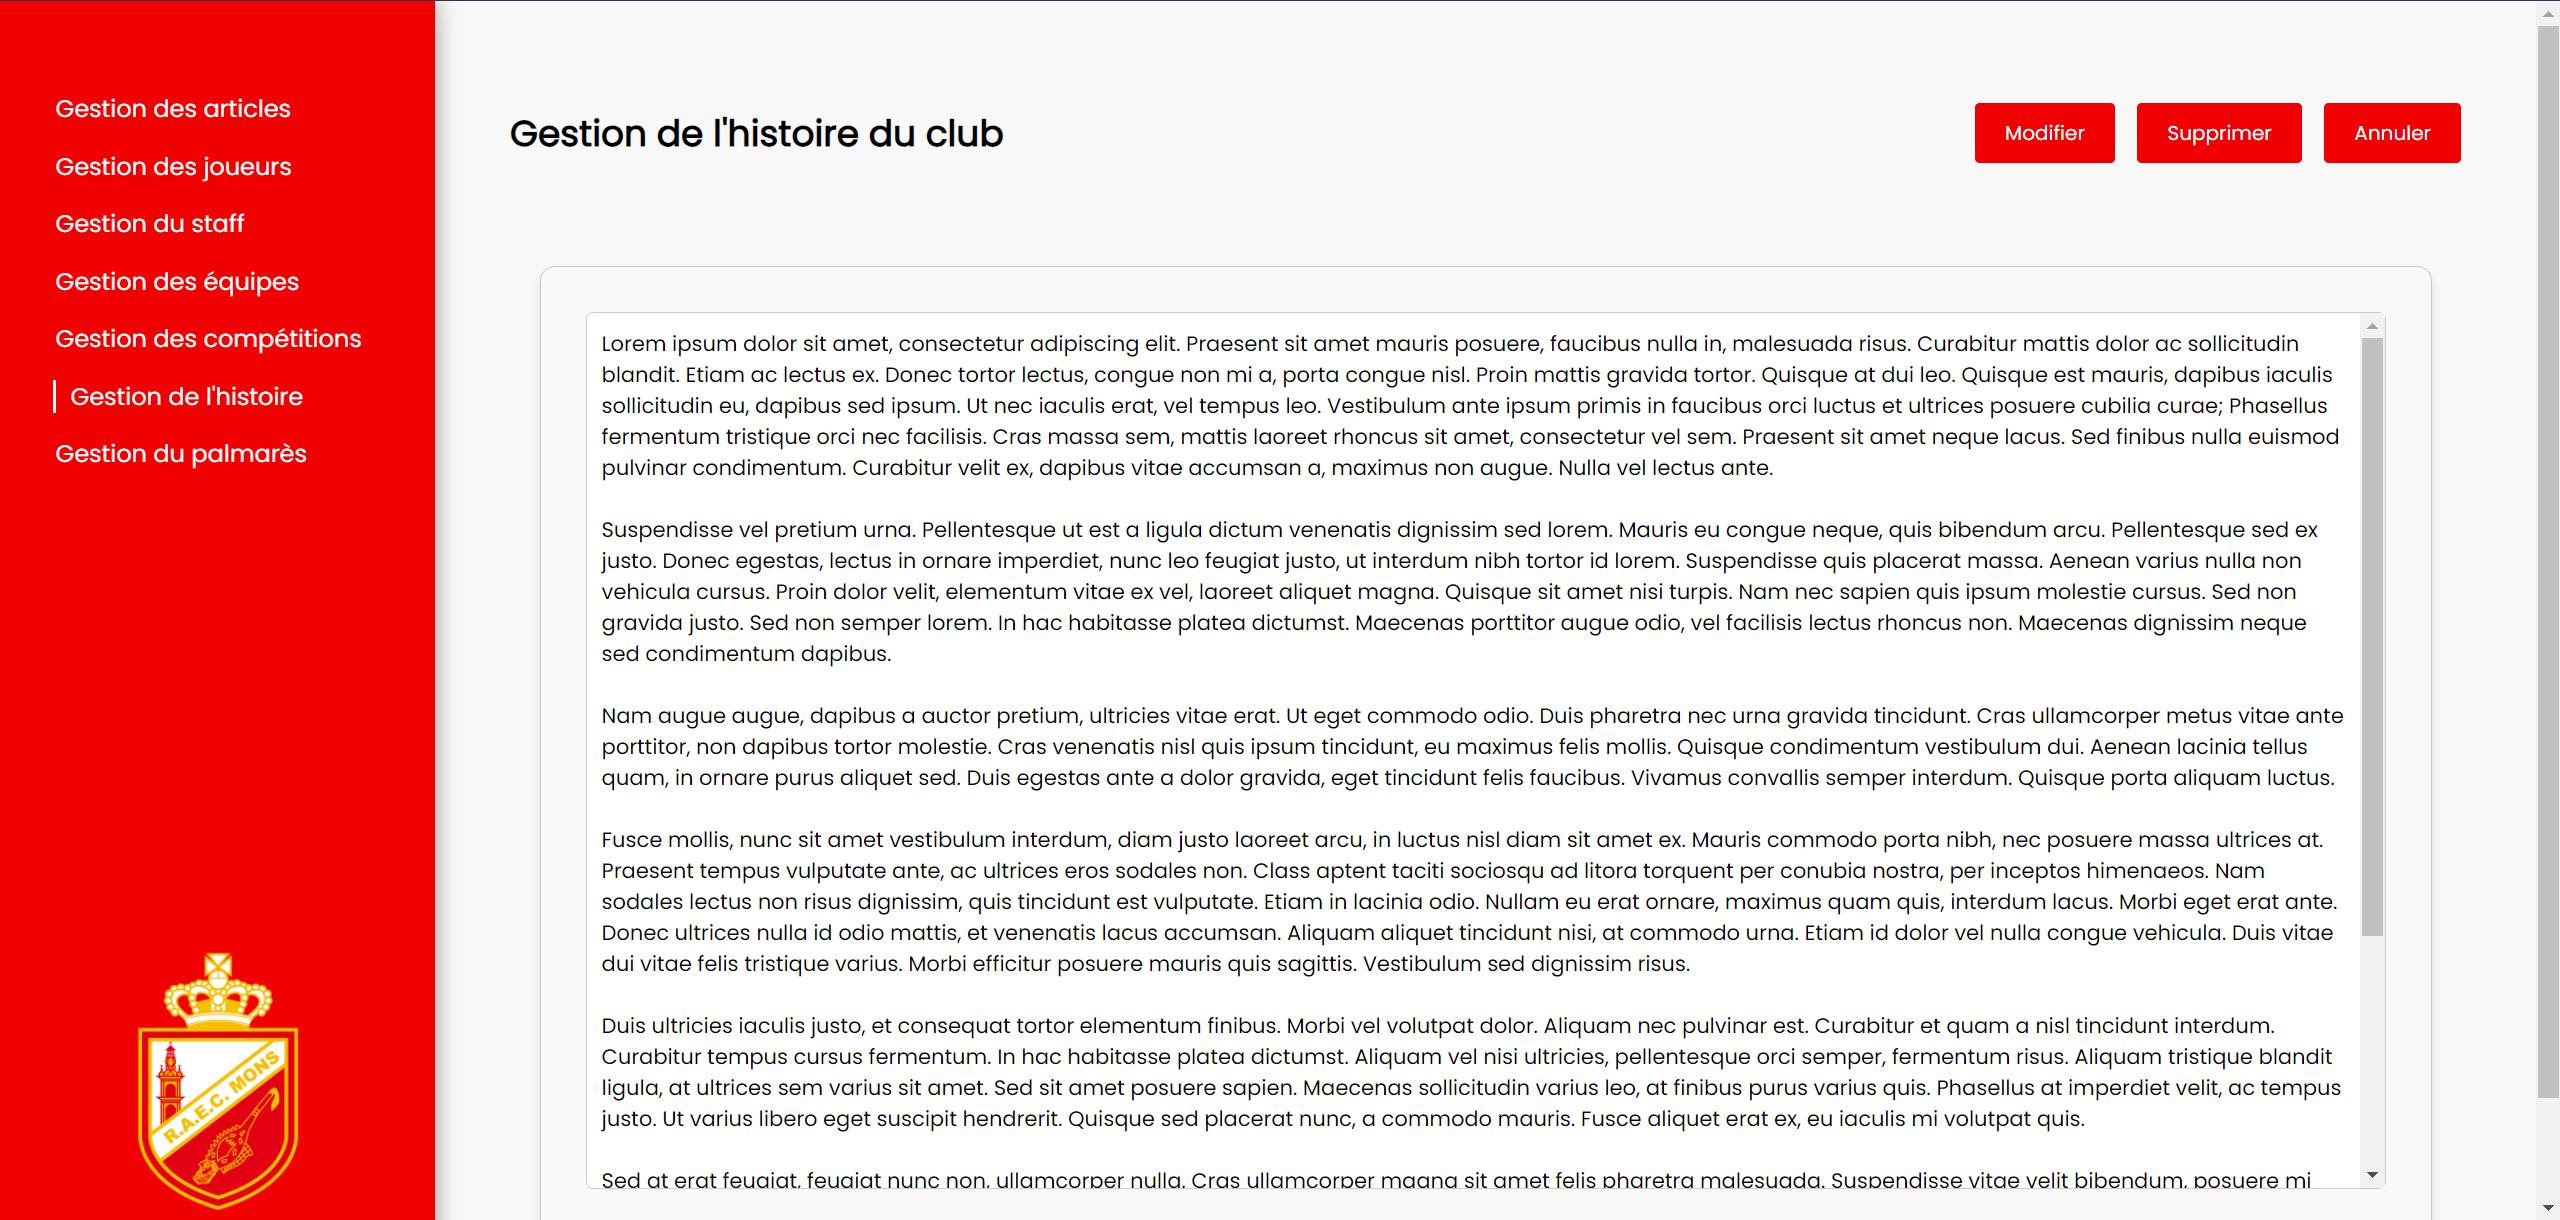 Gestion des articles
Gestion des joueurs
Gestion du staff
Gestion des équipes
Gestion des compétitions
Gestion de l'histoire
Gestion du palmarès
R.A.E.C. MONS
Gestion de l'histoire du club
Modifier
Supprimer
Annuler
Lorem ipsum dolor sit amet, consectetur adipiscing elit. Praesent sit amet mauris posuere, faucibus nulla in, malesuada risus. Curabitur mattis dolor ac sollicitudin
blandit. Etiam ac lectus ex. Donec tortor lectus, congue non mi a, porta congue nisl. Proin mattis gravida tortor. Quisque at dui leo. Quisque est mauris, dapibus iaculis
sollicitudin eu, dapibus sed ipsum. Ut nec iaculis erat, vel tempus leo. Vestibulum ante ipsum primis in faucibus orci luctus et ultrices posuere cubilia curae; Phasellus
fermentum tristique orci nec facilisis. Cras massa sem, mattis laoreet rhoncus sit amet, consectetur vel sem. Praesent sit amet neque lacus. Sed finibus nulla euismod
pulvinar condimentum. Curabitur velit ex, dapibus vitae accumsan a, maximus non augue. Nulla vel lectus ante.
Suspendisse vel pretium urna. Pellentesque ut est a ligula dictum venenatis dignissim sed lorem. Mauris eu congue neque, quis bibendum arcu. Pellentesque sed ex
justo. Donec egestas, lectus in ornare imperdiet, nunc leo feugiat justo, ut interdum nibh tortor id lorem. Suspendisse quis placerat massa. Aenean varius nulla non
vehicula cursus. Proin dolor velit, elementum vitae ex vel, laoreet aliquet magna. Quisque sit amet nisi turpis. Nam nec sapien quis ipsum molestie cursus. Sed non
gravida justo. Sed non semper lorem. In hac habitasse platea dictumst. Maecenas porttitor augue odio, vel facilisis lectus rhoncus non. Maecenas dignissim neque
sed condimentum dapibus.
Nam augue augue, dapibus a auctor pretium, ultricies vitae erat. Ut eget commodo odio. Duis pharetra nec urna gravida tincidunt. Cras ullamcorper metus vitae ante
porttitor, non dapibus tortor molestie. Cras venenatis nisl quis ipsum tincidunt, eu maximus felis mollis. Quisque condimentum vestibulum dui. Aenean lacinia tellus
quam, in ornare purus aliquet sed. Duis egestas ante a dolor gravida, eget tincidunt felis faucibus. Vivamus convallis semper interdum. Quisque porta aliquam luctus.
Fusce mollis, nunc sit amet vestibulum interdum, diam justo laoreet arcu, in luctus nisl diam sit amet ex. Mauris commodo porta nibh, nec posuere massa ultrices at.
Praesent tempus vulputate ante, ac ultrices eros sodales non. Class aptent taciti sociosqu ad litora torquent per conubia nostra, per inceptos himenaeos. Nam
sodales lectus non risus dignissim, quis tincidunt est vulputate. Etiam in lacinia odio. Nullam eu erat ornare, maximus quam quis, interdum lacus. Morbi eget erat ante.
Donec ultrices nulla id odio mattis, et venenatis lacus accumsan. Aliquam aliquet tincidunt nisi, at commodo urna. Etiam id dolor vel nulla congue vehicula. Duis vitae
dui vitae felis tristique varius. Morbi efficitur posuere mauris quis sagittis. Vestibulum sed dignissim risus.
Duis ultricies iaculis justo, et consequat tortor elementum finibus. Morbi vel volutpat dolor. Aliquam nec pulvinar est. Curabitur et quam a nisl tincidunt interdum.
Curabitur tempus cursus fermentum. In hac habitasse platea dictumst. Aliquam vel nisi ultricies, pellentesque orci semper, fermentum risus. Aliquam tristique blandit
ligula, at ultrices sem varius sit amet. Sed sit amet posuere sapien. Maecenas sollicitudin varius leo, at finibus purus varius quis. Phasellus at imperdiet velit, ac tempus
justo. Ut varius libero eget suscipit hendrerit. Quisque sed placerat nunc, a commodo mauris. Fusce aliquet erat ex, eu iaculis mi volutpat quis.
Sed at erat feugiat, feugiat nunc non, ullamcorper nulla. Cras ullamcorper magna sit amet felis pharetra malesuada. Suspendisse vitae velit bibendum, posuere mi